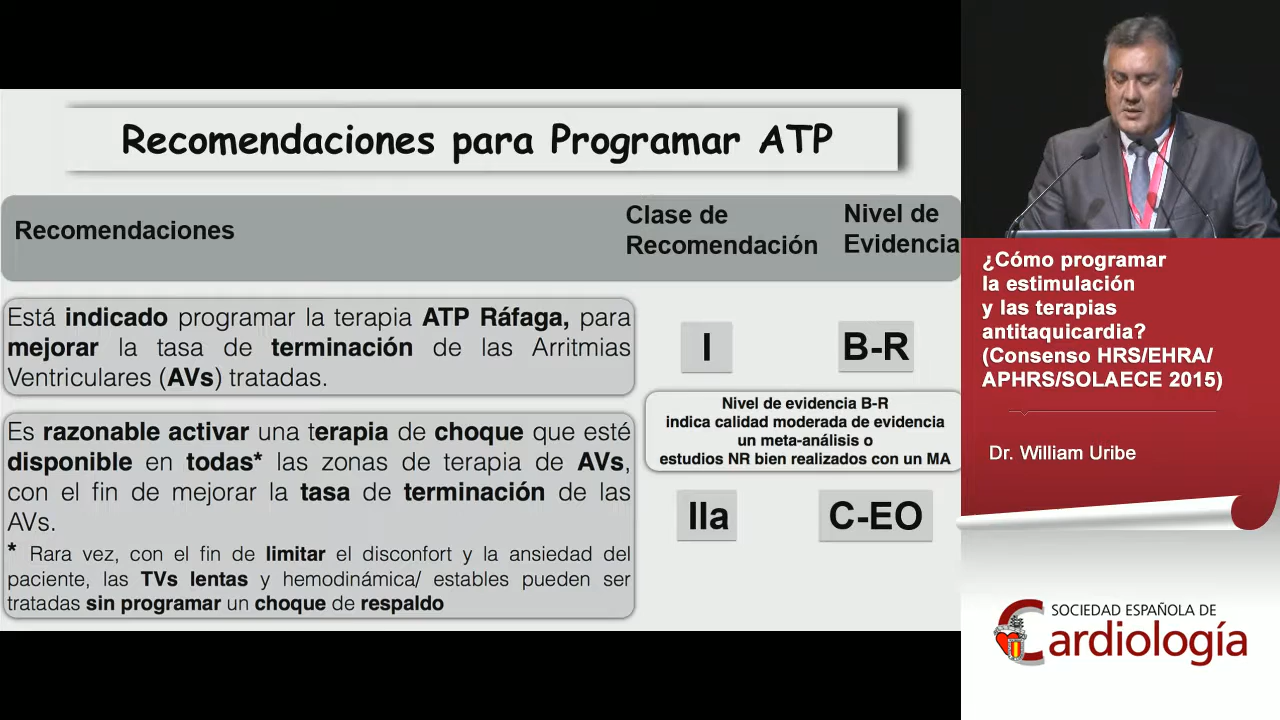 Recomendaciones para Programar ATP
Recomendaciones
Clase de
Recomendación
Nivel de
Evidencia
Está indicado programar la terapia ATP Ráfaga, para
mejorar la tasa de terminación de las Arritmias
Ventriculares (AVs) tratadas.
I
B-R
Nivel de evidencia B-R
indica calidad moderada de evidencia
un meta-análisis o
estudios NR bien realizados con un MA
Es razonable activar una terapia de choque que esté
disponible en todas* las zonas de terapia de AVs,
con el fin de mejorar la tasa de terminación de las
AVs.
* Rara vez, con el fin de limitar el disconfort y la ansiedad del
paciente, las TVs lentas y hemodinámica/ estables pueden ser
tratadas sin programar un choque de respaldo
IIa
C-EO
¿Cómo programar
la estimulación
y las terapias
antitaquicardia?
(Consenso HRS/EHRA/
APHRS/SOLAECE 2015)
Dr. William Uribe
SOCIEDAD ESPAÑOLA DE
Cardiología